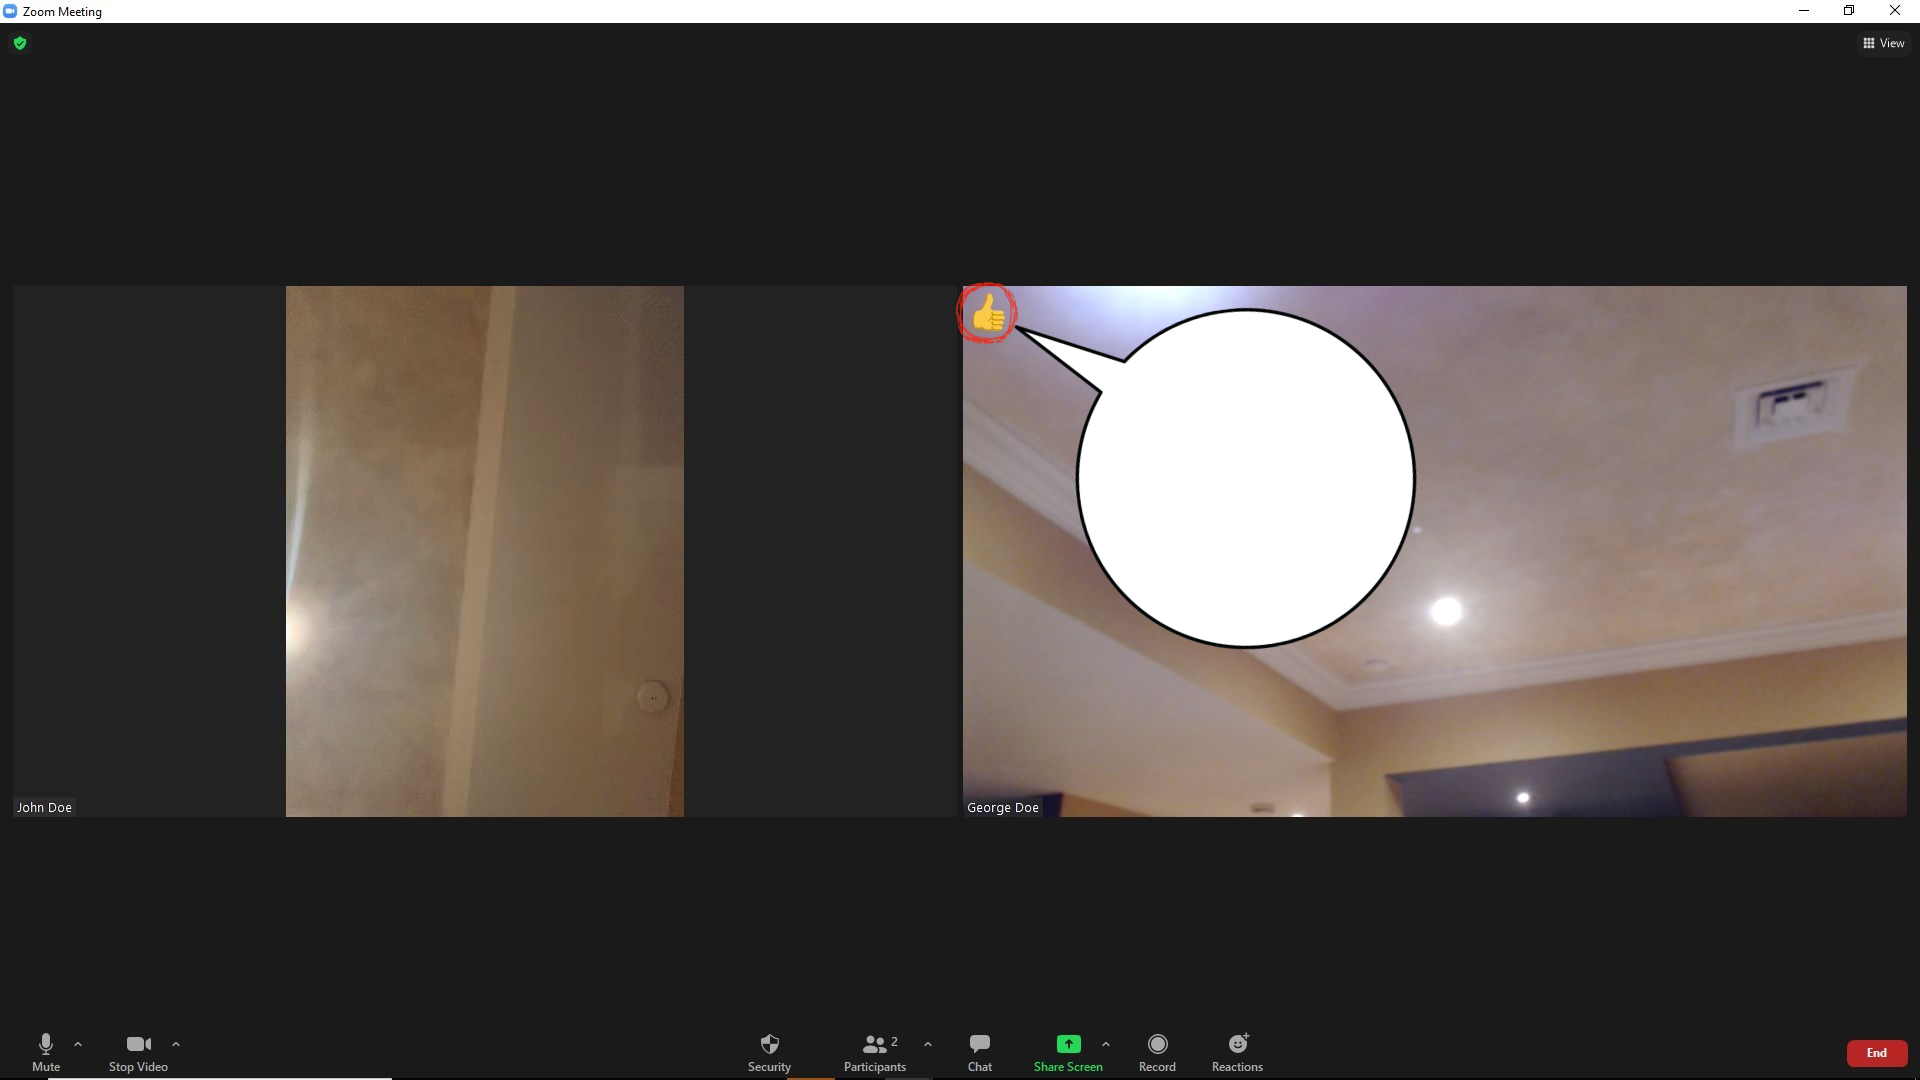 Zoom Meeting
View
John Doe
George Doe
Mute
Stop Video
Security
Participants
2
Chat
Share Screen
Record
Reactions
End